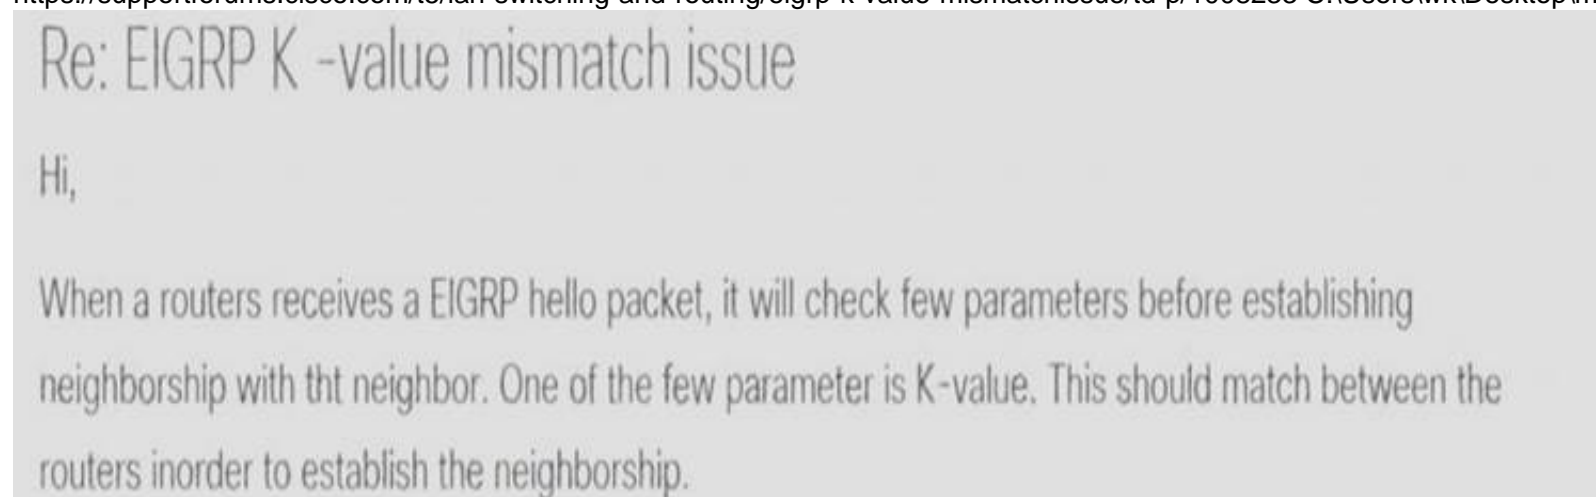 Re: EIGRP K -value mismatch issue
Hi,
When a routers receives a EIGRP hello packet, it will check few parameters before establishing
neighborship with tht neighbor. One of the few parameter is K-value. This should match between the
routers inorder to establish the neighborship.